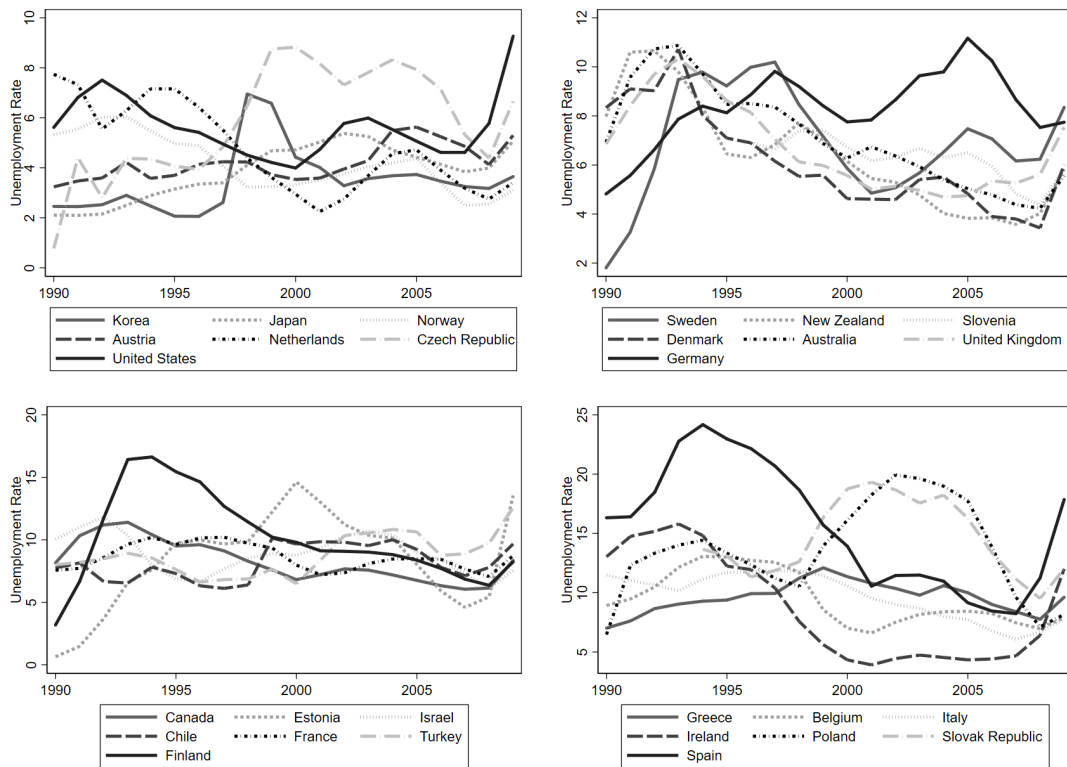 10
8
6
4
2
0
Unemployment Rate
1990 1995 2000 2005
Korea Japan Norway
Austria Netherlands Czech Republic
United States
12
10
8
6
4
2
Unemployment Rate
1990 1995 2000 2005
Sweden New Zealand Slovenia
Denmark Australia United Kingdom
Germany
20
15
10
5
0
Unemployment Rate
1990 1995 2000 2005
Canada Estonia Israel
Chile France Turkey
Finland
25
20
15
10
5
Unemployment Rate
1990 1995 2000 2005
Greece Belgium Italy
Ireland Poland Slovak Republic
Spain